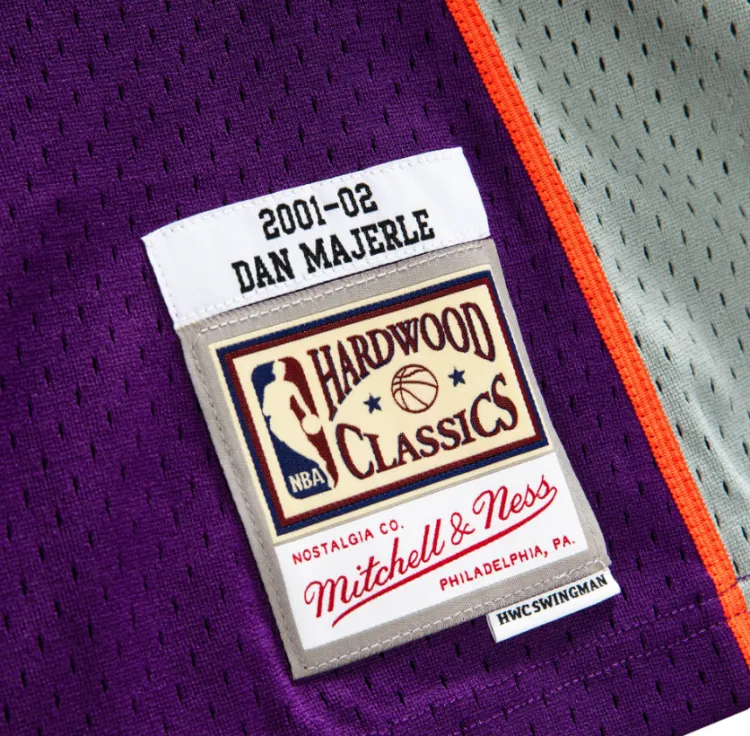 2001-02
DAN MAJERLE
HARDWOOD
CLASSICS
NBA
NOSTALGIA CO.
Mitchell & Ness
PHILADELPHIA, PA.
HWC SWINGMAN